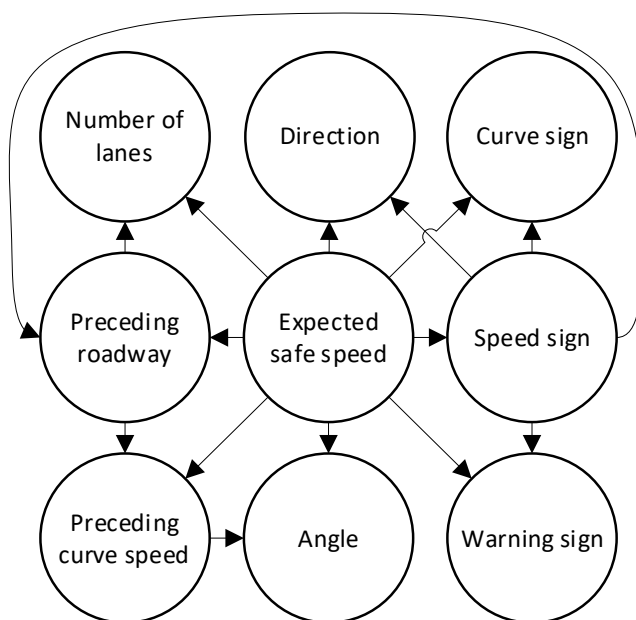 Number of
lanes
Direction
Curve sign
Preceding
roadway
Expected
safe speed
Speed sign
Preceding
curve speed
Angle
Warning sign